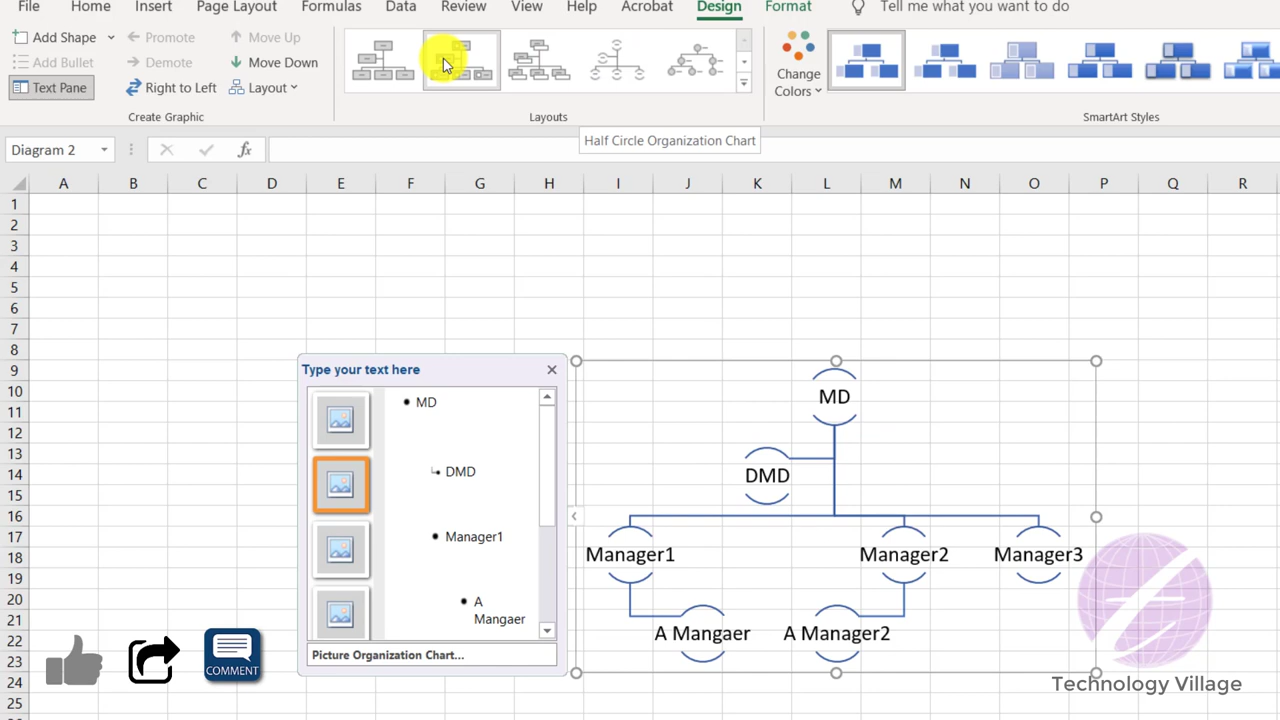 File Home Insert Page Layout Formulas Data Review View Help Acrobat Design Format Tell me what you want to do
Add Shape Promote Move Up
Add Bullet Demote Move Down
Text Pane Right to Left Layout
Change
Colors
Create Graphic Layouts SmartArt Styles
Half Circle Organization Chart
Diagram 2 fx
A B C D E F G H I J K L M N O P Q R
1
2
3
4
5
6
7
8
9
10
11
12
13
14
15
16
17
18
19
20
21
22
23
24
25
Type your text here
MD
DMD
Manager1
A
Mangaer
Picture Organization Chart...
MD
DMD
Manager1 Manager2 Manager3
A Mangaer A Manager2
COMMENT
Technology Village